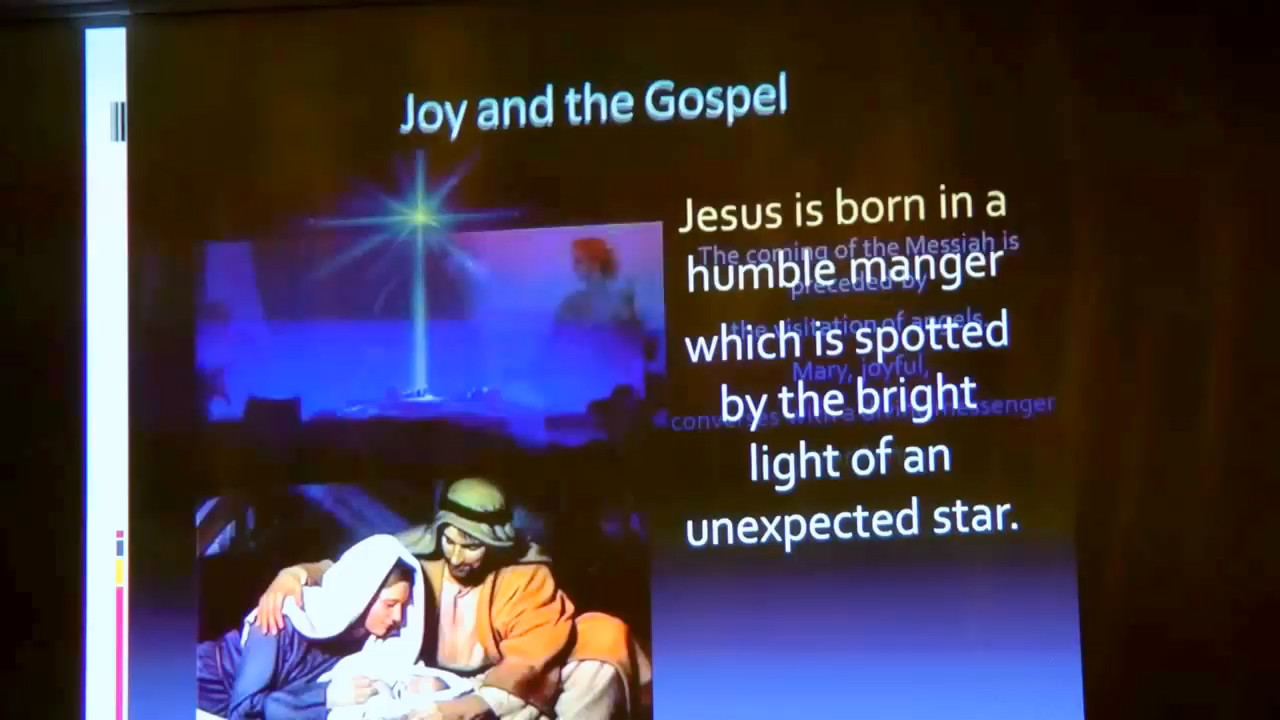 Joy and the Gospel
Jesus is born in a
The coming of the Messiah is
humble manger
preceded by
the visitation of angels
which is spotted
Mary, joyful,
by the bright
messenger
light of an
unexpected star.